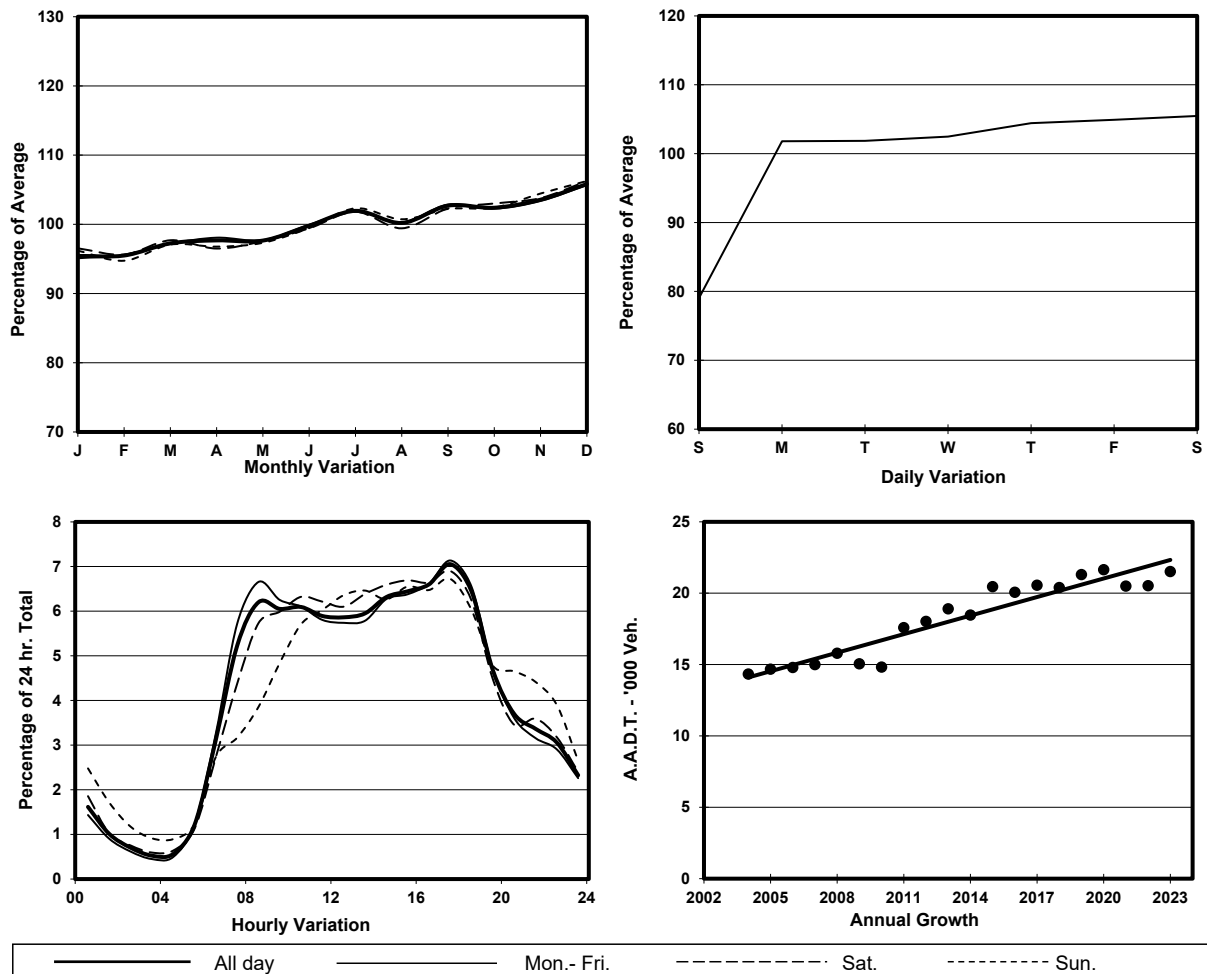 130
120
110
100
90
80
70
Percentage of Average
J F M A M J J A S O N D
Monthly Variation
120
110
100
90
80
70
60
Percentage of Average
S M T W T F S
Daily Variation
8
7
6
5
4
3
2
1
0
Percentage of 24 hr. Total
00 04 08 12 16 20 24
Hourly Variation
25
20
15
10
5
0
A.A.D.T. - '000 Veh.
2002 2005 2008 2011 2014 2017 2020 2023
Annual Growth
All day Mon.- Fri. Sat. Sun.